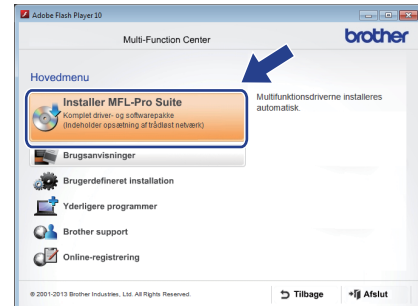 Adobe Flash Player 10
Multi-Function Center
brother
Hovedmenu
Installer MFL-Pro Suite
Komplet driver- og softwarepakke
(Indeholder opsætning af trådløst netværk)
Multifunktionsdriverne installeres
automatisk.
Brugsanvisninger
Brugerdefineret installation
Yderligere programmer
Brother support
Online-registrering
© 2001-2013 Brother Industries, Ltd. All Rights Reserved.
Tilbage
Afslut